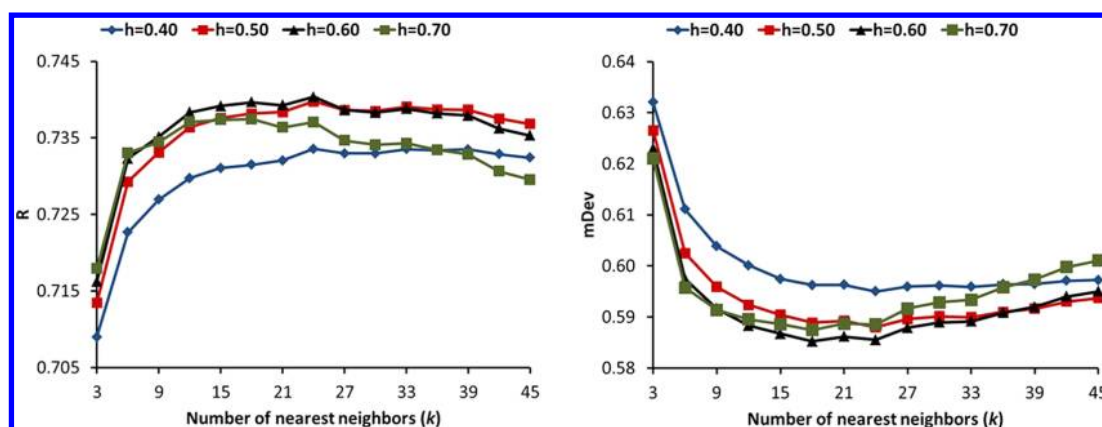 h=0.40 h=0.50 h=0.60 h=0.70
0.745
0.735
0.725
0.715
0.705
R
3 9 15 21 27 33 39 45
Number of nearest neighbors (k)
h=0.40 h=0.50 h=0.60 h=0.70
0.64
0.63
0.62
0.61
0.60
0.59
0.58
mDev
3 9 15 21 27 33 39 45
Number of nearest neighbors (k)